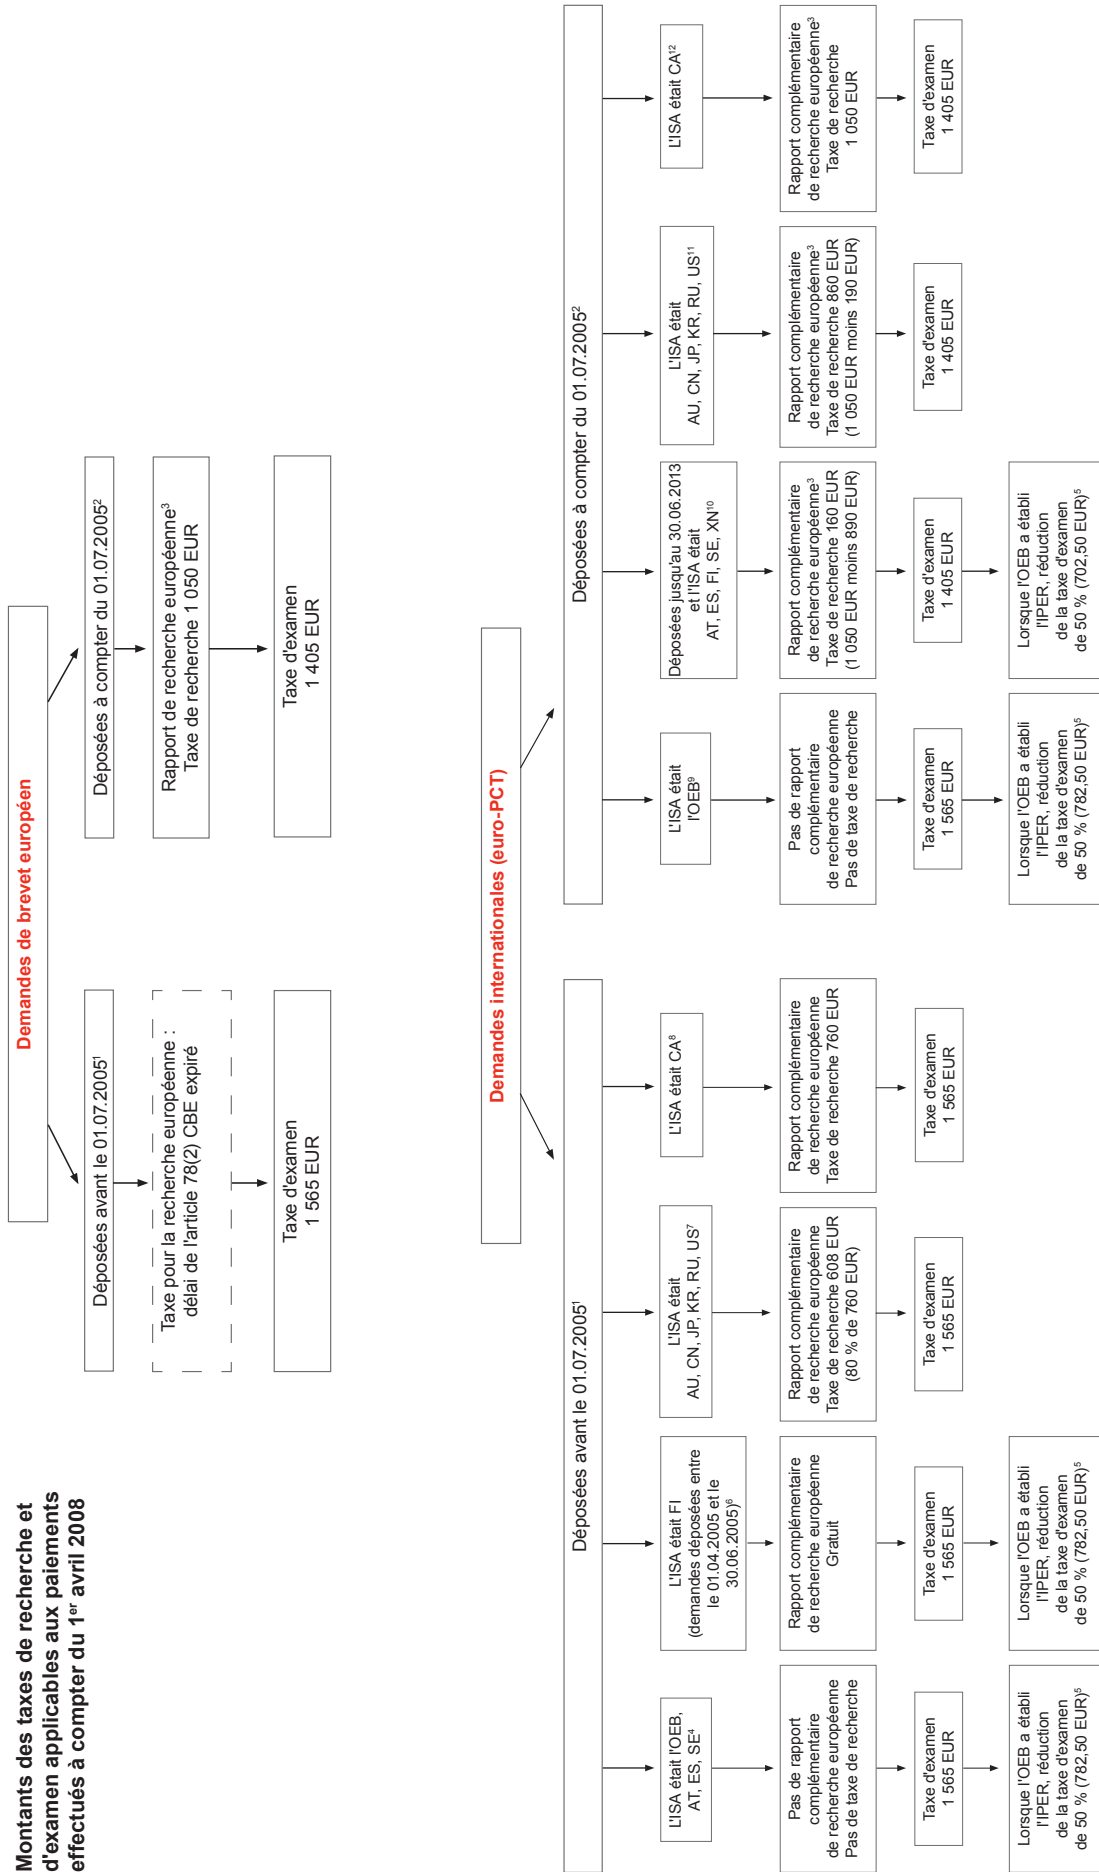 Montants des taxes de recherche et
d'examen applicables aux paiements
effectués à compter du 1er avril 2008
Demandes de brevet européen
Déposées avant le 01.07.2005¹
Taxe pour la recherche européenne :
délai de l'article 78(2) CBE expiré
Taxe d'examen
1 565 EUR
Déposées à compter du 01.07.2005²
Rapport de recherche européenne³
Taxe de recherche 1 050 EUR
Taxe d'examen
1 405 EUR
Demandes internationales (euro-PCT)
Déposées avant le 01.07.2005¹
L'ISA était l'OEB,
AT, ES, SE⁴
Pas de rapport
complémentaire
de recherche européenne
Pas de taxe de recherche
Taxe d'examen
1 565 EUR
Lorsque l'OEB a établi
l'IPER, réduction
de la taxe d'examen
de 50 % (782,50 EUR)⁵
L'ISA était FI
(demandes déposées entre
le 01.04.2005 et le
30.06.2005)⁶
Rapport complémentaire
de recherche européenne
Gratuit
Taxe d'examen
1 565 EUR
Lorsque l'OEB a établi
l'IPER, réduction
de la taxe d'examen
de 50 % (782,50 EUR)⁵
L'ISA était
AU, CN, JP, KR, RU, US⁷
Rapport complémentaire
de recherche européenne
Taxe de recherche 608 EUR
(80 % de 760 EUR)
Taxe d'examen
1 565 EUR
L'ISA était CA⁸
Rapport complémentaire
de recherche européenne
Taxe de recherche 760 EUR
Taxe d'examen
1 565 EUR
Déposées à compter du 01.07.2005²
L'ISA était
l'OEB⁹
Pas de rapport
complémentaire
de recherche européenne
Pas de taxe de recherche
Taxe d'examen
1 565 EUR
Lorsque l'OEB a établi
l'IPER, réduction
de la taxe d'examen
de 50 % (782,50 EUR)⁵
Déposées jusqu'au 30.06.2013
et l'ISA était
AT, ES, FI, SE, XN¹⁰
Rapport complémentaire
de recherche européenne³
Taxe de recherche 160 EUR
(1 050 EUR moins 890 EUR)
Taxe d'examen
1 405 EUR
Lorsque l'OEB a établi
l'IPER, réduction
de la taxe d'examen
de 50 % (702,50 EUR)⁵
L'ISA était
AU, CN, JP, KR, RU, US¹¹
Rapport complémentaire
de recherche européenne³
Taxe de recherche 860 EUR
(1 050 EUR moins 190 EUR)
Taxe d'examen
1 405 EUR
L'ISA était CA¹²
Rapport complémentaire
de recherche européenne³
Taxe de recherche
1 050 EUR
Taxe d'examen
1 405 EUR